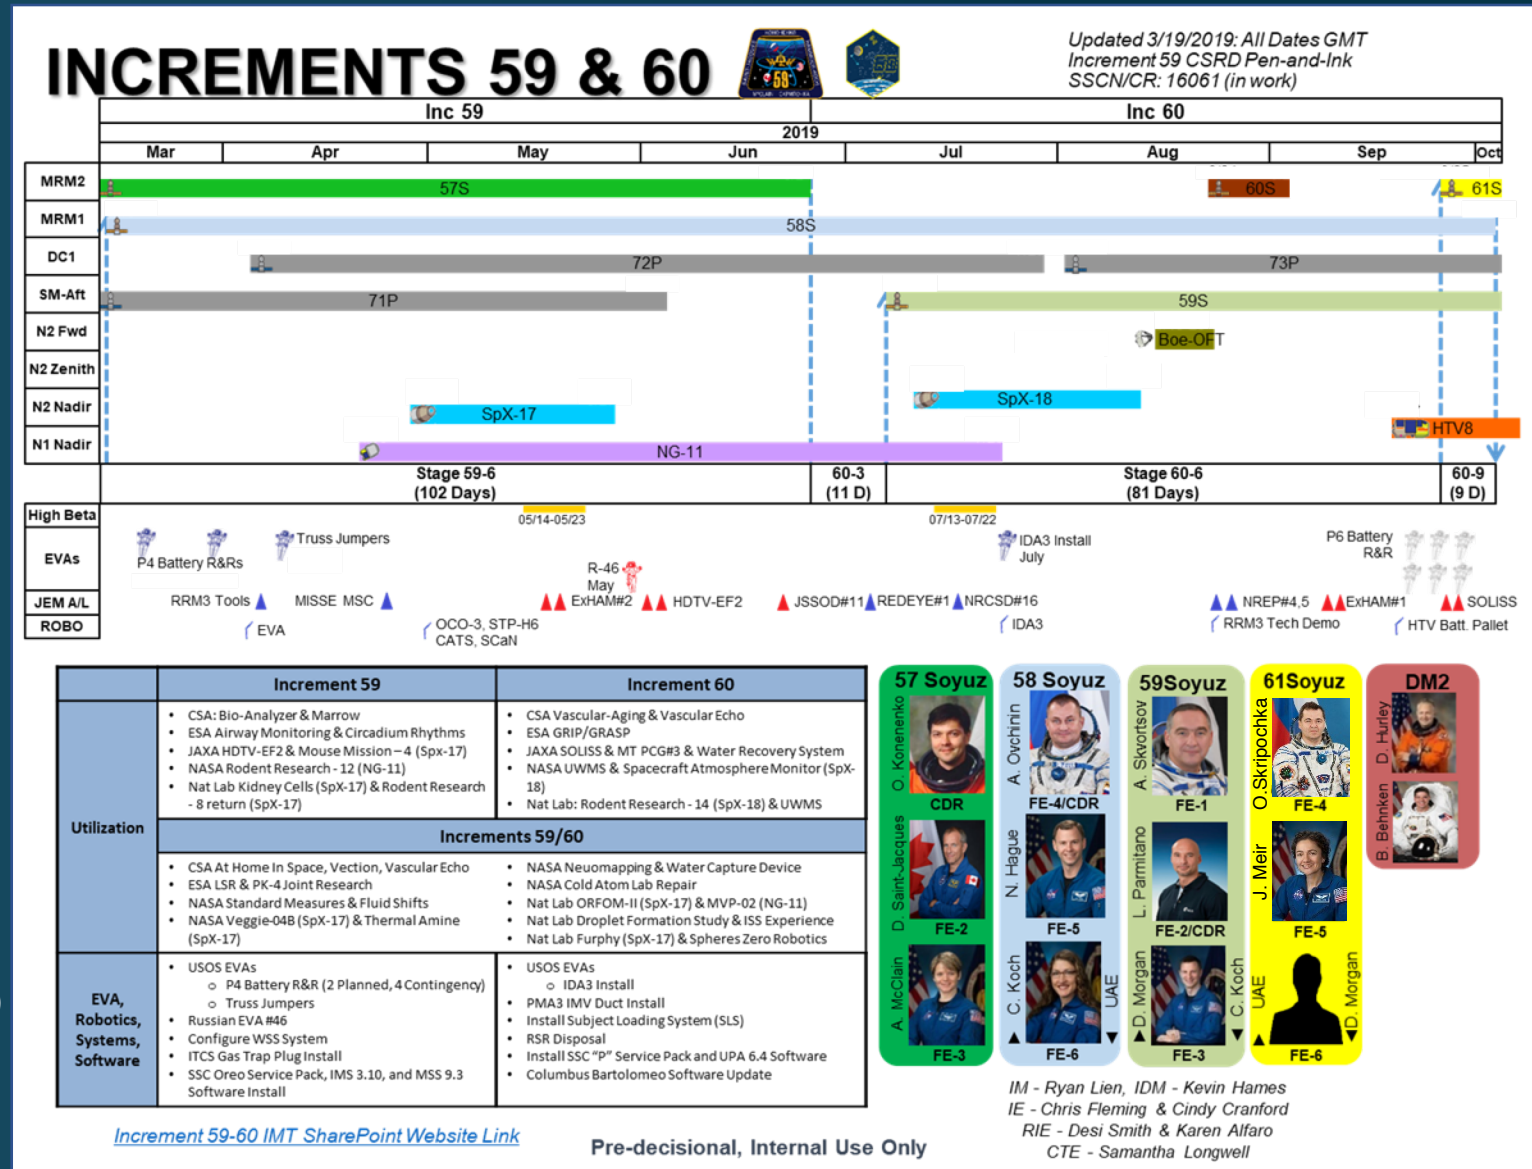 INCREMENTS 59 & 60
58
60
Updated 3/19/2019: All Dates GMT
Increment 59 CSRD Pen-and-Ink
SSCN/CR: 16061 (in work)
Inc 59
Inc 60
2019
Mar
Apr
May
Jun
Jul
Aug
Sep
Oct
MRM2
57S
60S
61S
MRM1
58S
DC1
72P
73P
SM-Aft
71P
59S
N2 Fwd
Boe-OFT
N2 Zenith
N2 Nadir
SpX-17
SpX-18
HTV8
N1 Nadir
NG-11
Stage 59-6
(102 Days)
60-3
(11 D)
Stage 60-6
(81 Days)
60-9
(9 D)
High Beta
05/14-05/23
07/13-07/22
EVAs
P4 Battery R&Rs
Truss Jumpers
R-46
May
IDA3 Install
July
P6 Battery
R&R
JEM A/L
RRM3 Tools
MISSE MSC
ExHAM#2
HDTV-EF2
JSSOD#11
REDEYE#1
NRCSD#16
NREP#4,5
ExHAM#1
SOLISS
ROBO
EVA
OCO-3, STP-H6
CATS, SCaN
IDA3
RRM3 Tech Demo
HTV Batt. Pallet
Increment 59
Increment 60
Utilization
• CSA: Bio-Analyzer & Marrow
• ESA Airway Monitoring & Circadium Rhythms
• JAXA HDTV-EF2 & Mouse Mission – 4 (Spx-17)
• NASA Rodent Research - 12 (NG-11)
• Nat Lab Kidney Cells (SpX-17) & Rodent Research
- 8 return (SpX-17)
• CSA Vascular-Aging & Vascular Echo
• ESA GRIP/GRASP
• JAXA SOLISS & MT PCG#3 & Water Recovery System
• NASA UWMS & Spacecraft Atmosphere Monitor (SpX-
18)
• Nat Lab: Rodent Research - 14 (SpX-18) & UWMS
Increments 59/60
• CSA At Home In Space, Vection, Vascular Echo
• ESA LSR & PK-4 Joint Research
• NASA Standard Measures & Fluid Shifts
• NASA Veggie-04B (SpX-17) & Thermal Amine
(SpX-17)
• NASA Neuromapping & Water Capture Device
• NASA Cold Atom Lab Repair
• Nat Lab ORFOM-II (SpX-17) & MVP-02 (NG-11)
• Nat Lab Droplet Formation Study & ISS Experience
• Nat Lab Furphy (SpX-17) & Spheres Zero Robotics
EVA,
Robotics,
Systems,
Software
• USOS EVAs
o P4 Battery R&R (2 Planned, 4 Contingency)
o Truss Jumpers
• Russian EVA #46
• Configure WSS System
• ITCS Gas Trap Plug Install
• SSC Oreo Service Pack, IMS 3.10, and MSS 9.3
Software Install
• USOS EVAs
o IDA3 Install
• PMA3 IMV Duct Install
• Install Subject Loading System (SLS)
• RSR Disposal
• Install SSC "P" Service Pack and UPA 6.4 Software
• Columbus Bartolomeo Software Update
57 Soyuz
O. Konenenko
CDR
D. Saint-Jacques
FE-2
A. McClain
FE-3
58 Soyuz
A. Ovchinin
FE-4/CDR
N. Hague
FE-5
▲ C. Koch
▼ UAE
FE-6
59Soyuz
A. Skvortsov
FE-1
L. Parmitano
FE-2/CDR
▲D. Morgan
▼ C. Koch
FE-3
61Soyuz
O.Skripochka
FE-4
J. Meir
FE-5
▲ UAE
▼D. Morgan
FE-6
DM2
D. Hurley
B. Behnken
IM - Ryan Lien, IDM - Kevin Hames
IE - Chris Fleming & Cindy Cranford
RIE - Desi Smith & Karen Alfaro
CTE - Samantha Longwell
Increment 59-60 IMT SharePoint Website Link
Pre-decisional, Internal Use Only